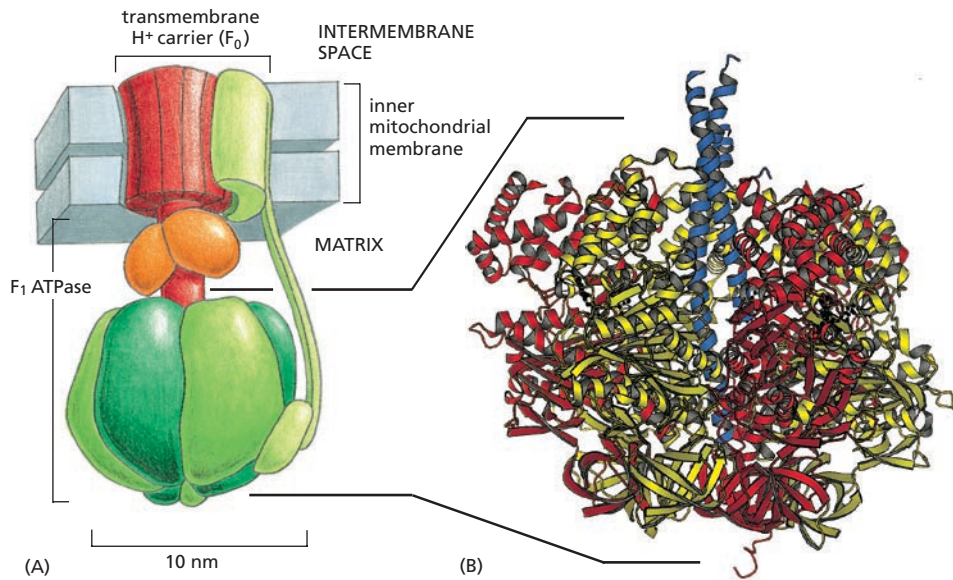 transmembrane
H+ carrier (F0)
INTERMEMBRANE
SPACE
inner
mitochondrial
membrane
MATRIX
F1 ATPase
10 nm
(A)
(B)